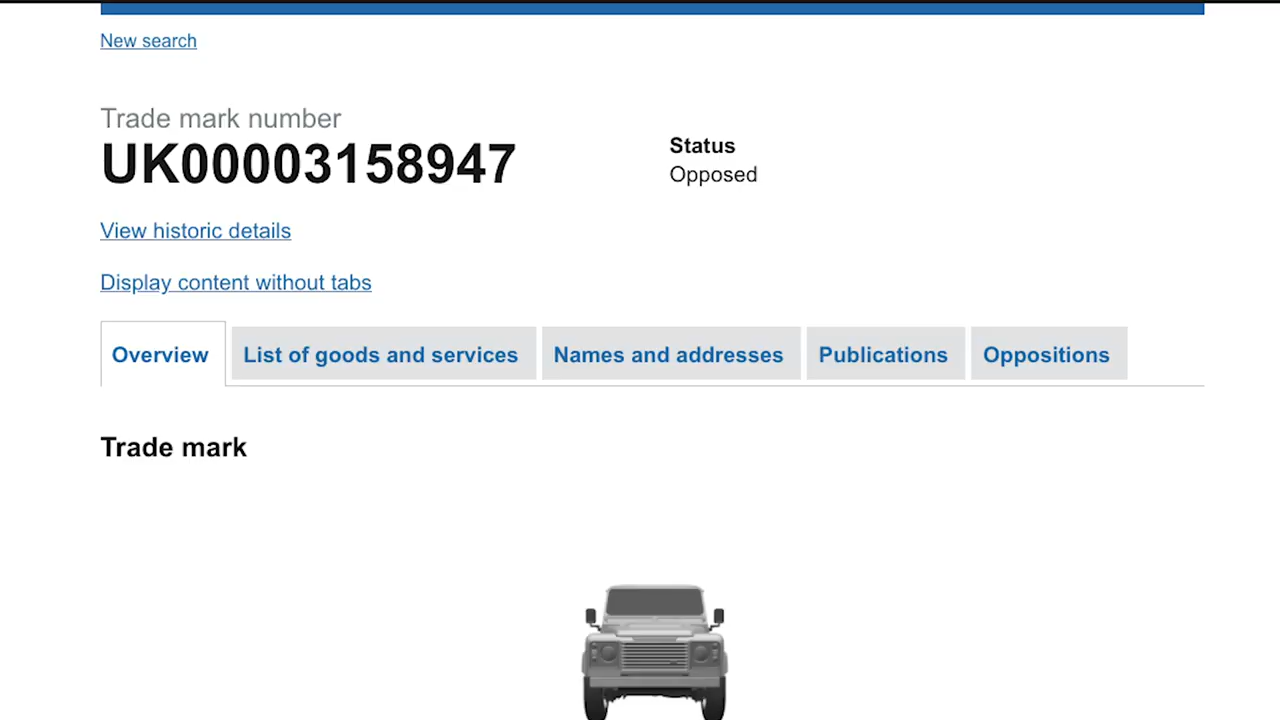 New search
Trade mark number
UK00003158947
Status
Opposed
View historic details
Display content without tabs
Overview
List of goods and services
Names and addresses
Publications
Oppositions
Trade mark